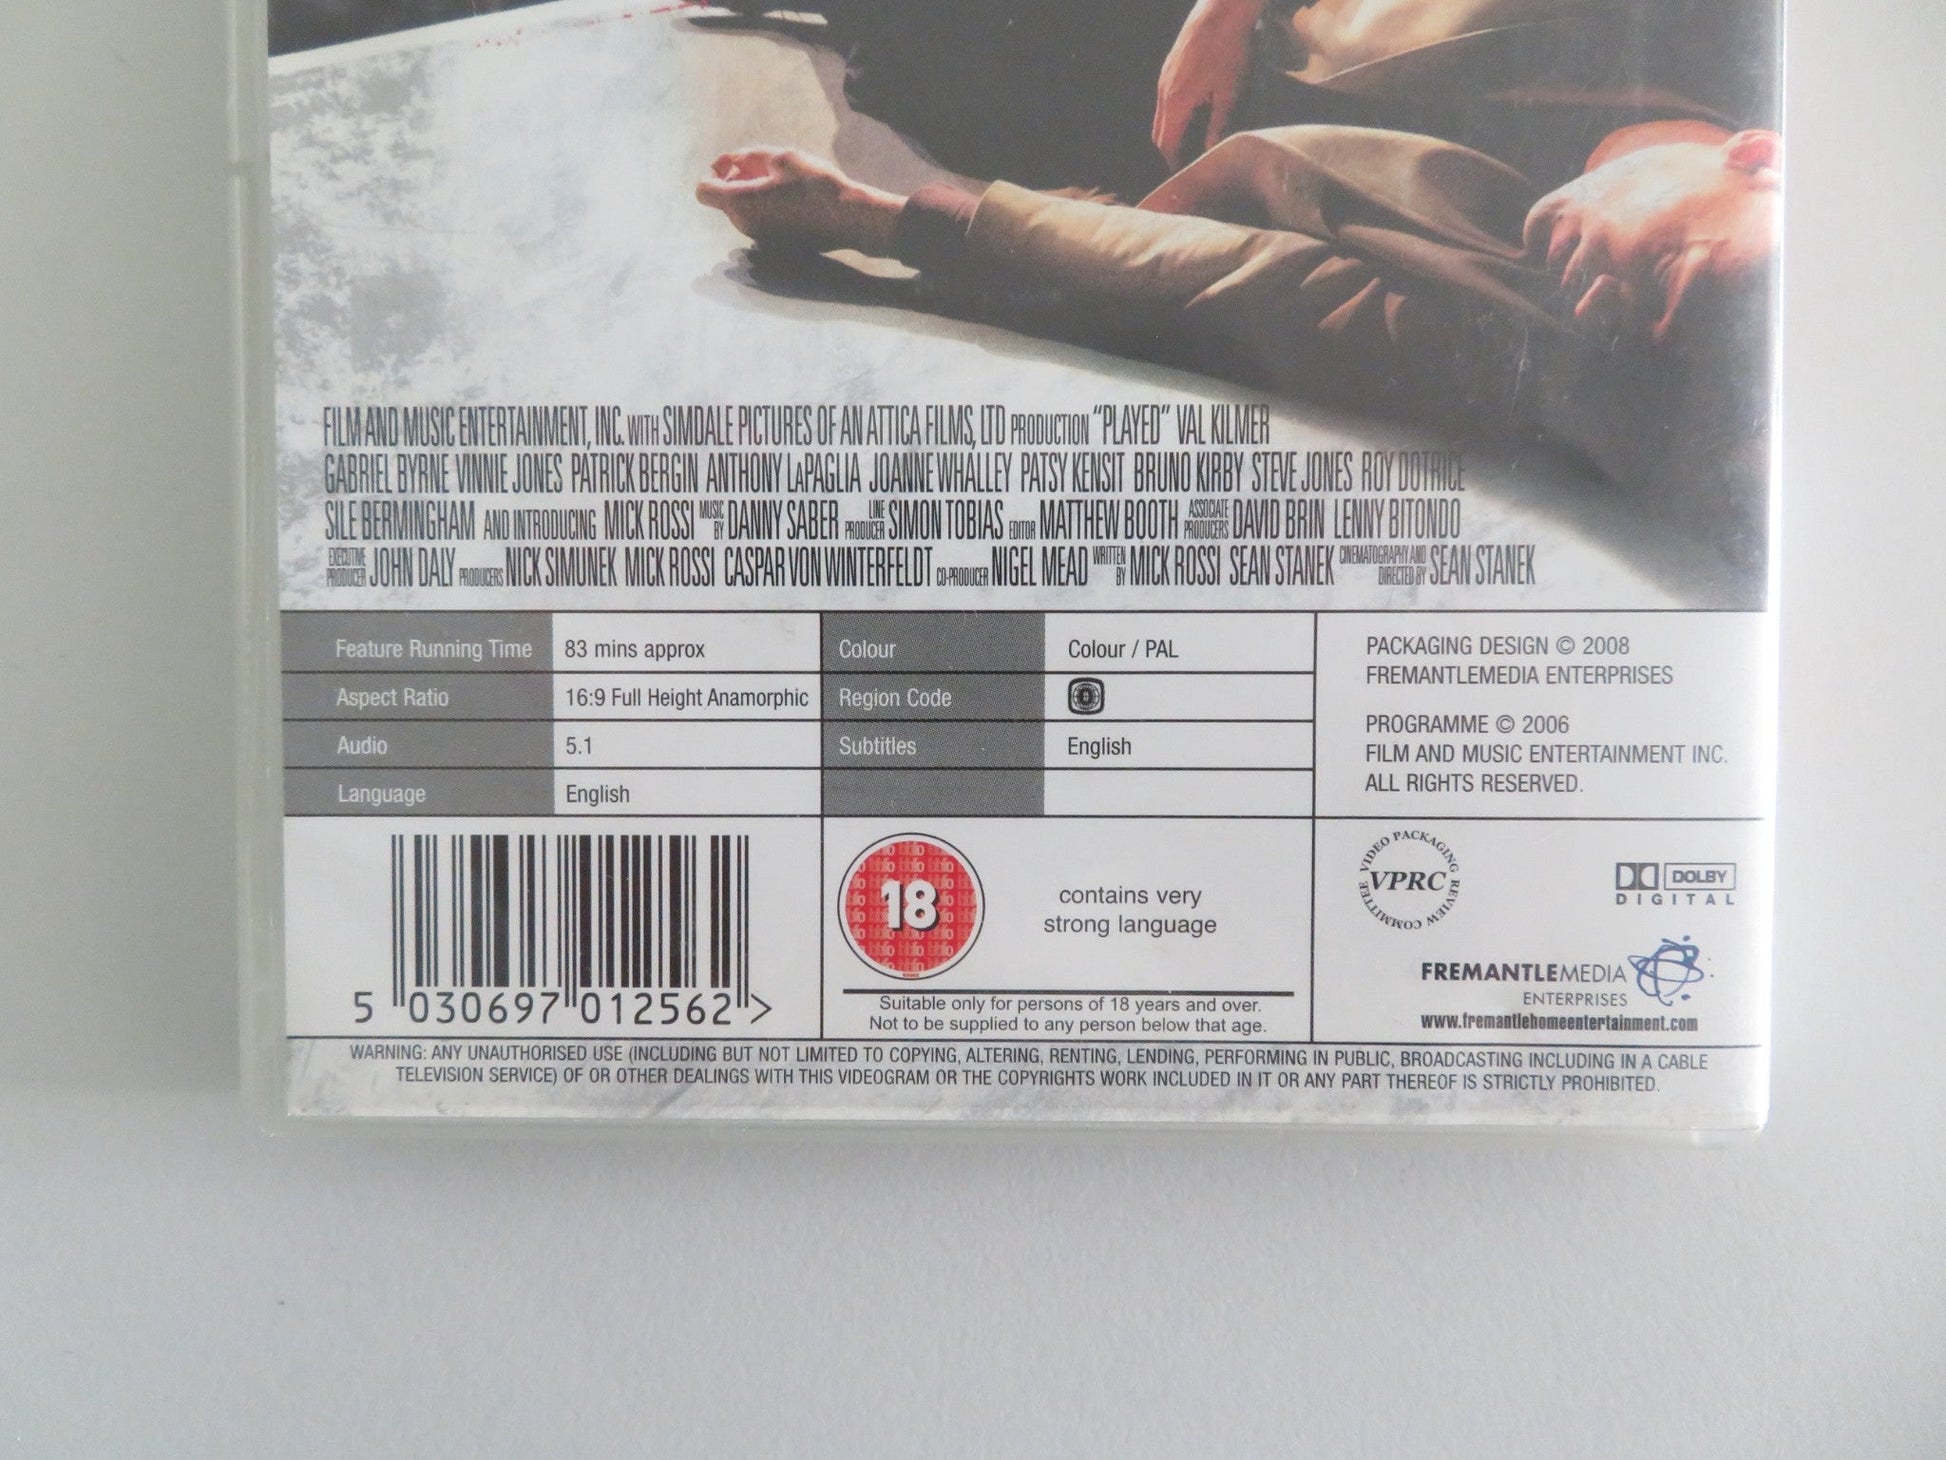 FILM AND MUSIC ENTERTAINMENT, INC. WITH SIMDALE PICTURES OF AN ATTICA FILMS, LTD PRODUCTION "PLAYED" VAL KILMER
GABRIEL BYRNE VINNIE JONES PATRICK BERGIN ANTHONY LaPAGLIA JOANNE WHALLEY PATSY KENSIT BRUNO KIRBY STEVE JONES ROY DOTRICE
SILE BERMINGHAM AND INTRODUCING MICK ROSSI MUSIC BY DANNY SABER LINE PRODUCER SIMON TOBIAS EDITOR MATTHEW BOOTH ASSOCIATE PRODUCERS DAVID BRIN LENNY BITONDO
EXECUTIVE PRODUCER JOHN DALY PRODUCERS NICK SIMUNEK MICK ROSSI CASPAR VON WINTERFELDT CO-PRODUCER NIGEL MEAD WRITTEN BY MICK ROSSI SEAN STANEK CINEMATOGRAPHY AND DIRECTED BY SEAN STANEK
Feature Running Time 83 mins approx
Aspect Ratio 16:9 Full Height Anamorphic
Audio 5.1
Language English
Colour Colour / PAL
Region Code 0
Subtitles English
PACKAGING DESIGN © 2008
FREMANTLEMEDIA ENTERPRISES
PROGRAMME © 2006
FILM AND MUSIC ENTERTAINMENT INC.
ALL RIGHTS RESERVED.
5 030697 012562 >
18
contains very
strong language
Suitable only for persons of 18 years and over.
Not to be supplied to any person below that age.
VIDEO PACKAGING REVIEW COMMITTEE
VPRC
DOLBY
DIGITAL
FREMANTLEMEDIA
ENTERPRISES
www.fremantlehomeentertainment.com
WARNING: ANY UNAUTHORISED USE (INCLUDING BUT NOT LIMITED TO COPYING, ALTERING, RENTING, LENDING, PERFORMING IN PUBLIC, BROADCASTING INCLUDING IN A CABLE
TELEVISION SERVICE) OF OR OTHER DEALINGS WITH THIS VIDEOGRAM OR THE COPYRIGHTS WORK INCLUDED IN IT OR ANY PART THEREOF IS STRICTLY PROHIBITED.